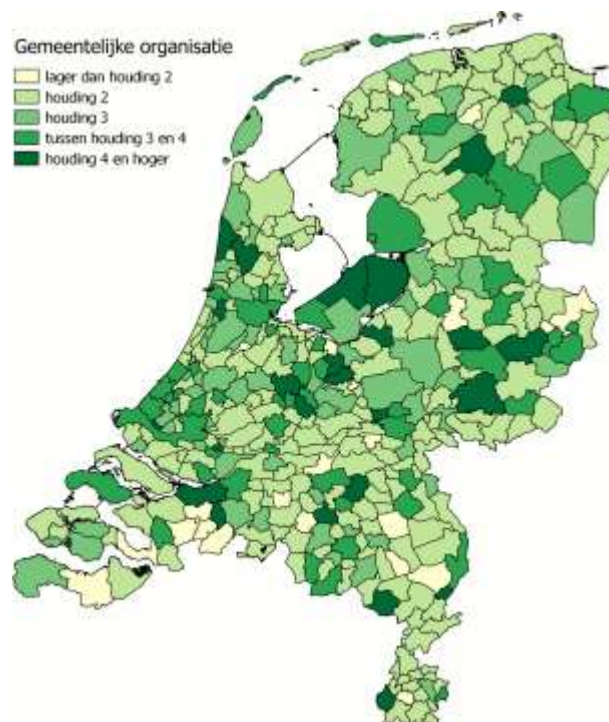 Gemeentelijke organisatie
lager dan houding 2
houding 2
houding 3
tussen houding 3 en 4
houding 4 en hoger